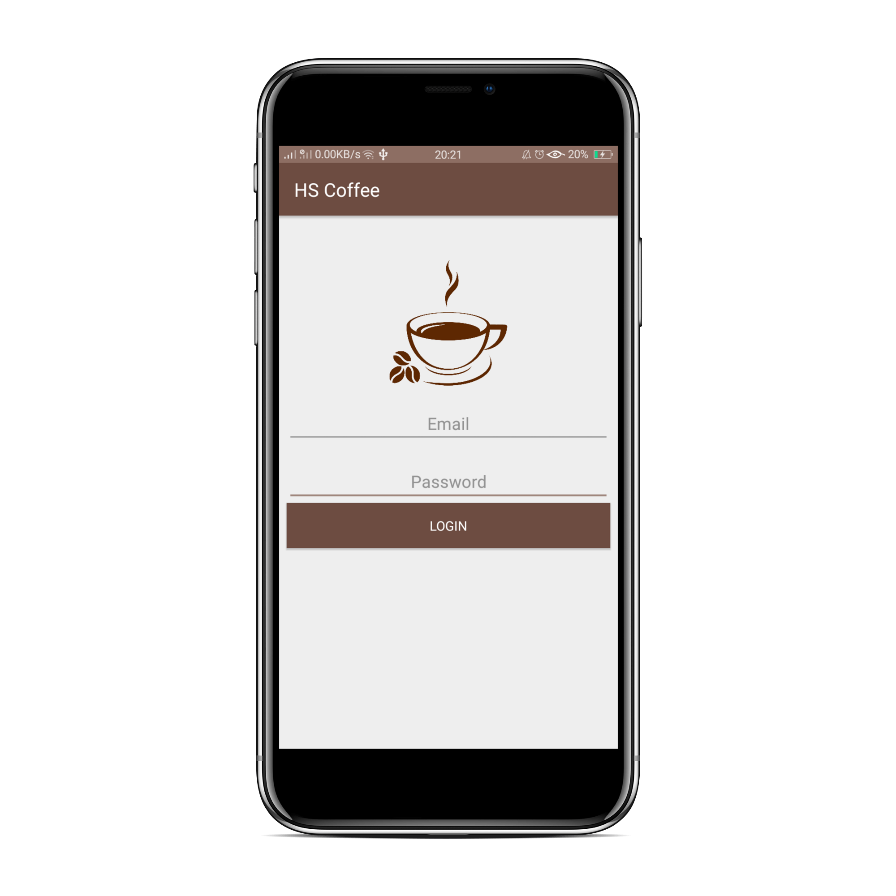 0.00KB/s 20:21 20%
HS Coffee
Email
Password
LOGIN